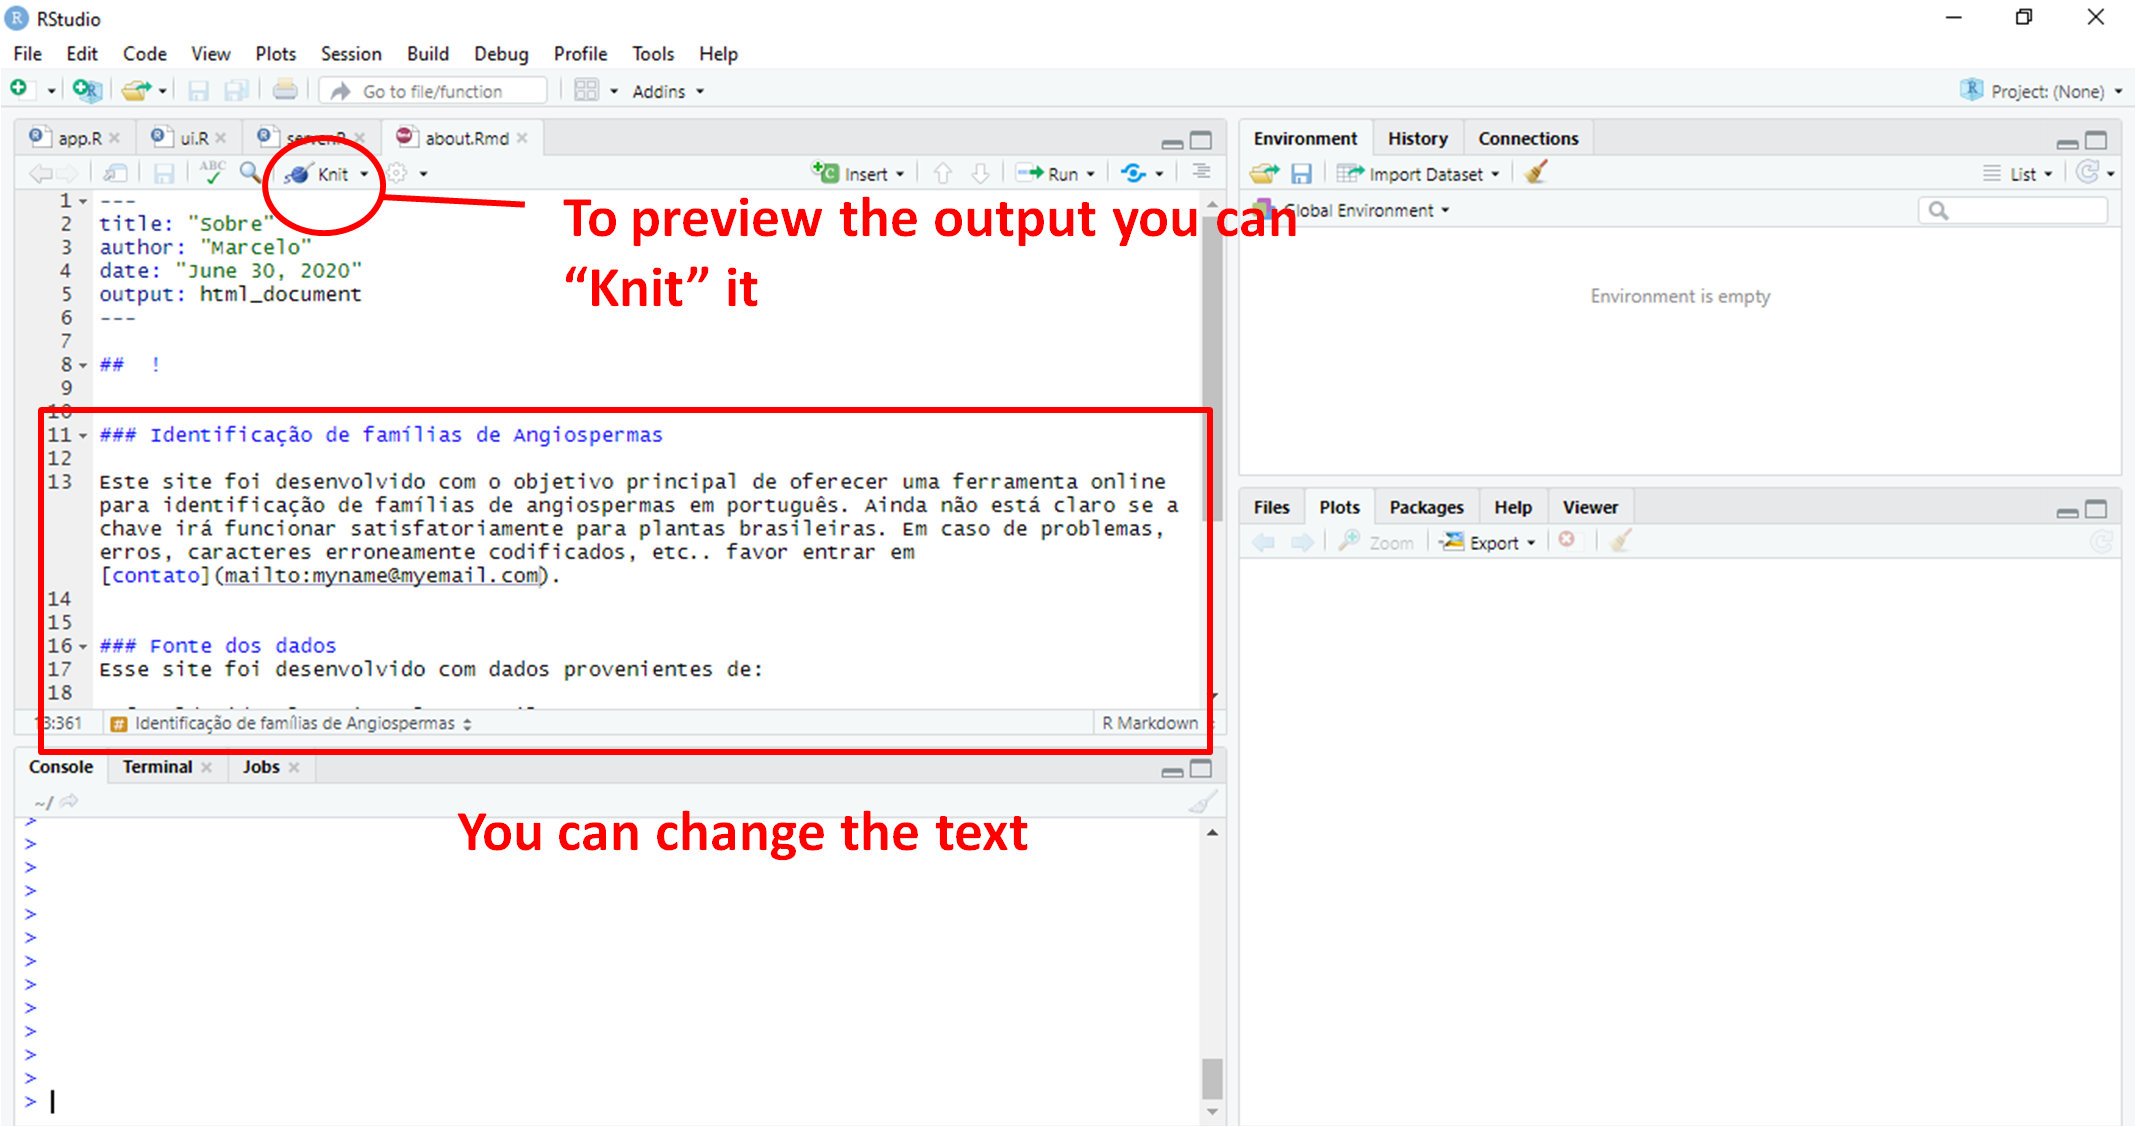 RStudio
File Edit Code View Plots Session Build Debug Profile Tools Help
Go to file/function Addins Project: (None)
app.R ui.R server.R about.Rmd
ABC Knit Insert Run
1 ---
2 title: "Sobre"
3 author: "Marcelo"
4 date: "June 30, 2020"
5 output: html_document
6 ---
7
8 ## !
9
10
11 ### Identificação de famílias de Angiospermas
12
13 Este site foi desenvolvido com o objetivo principal de oferecer uma ferramenta online
para identificação de famílias de angiospermas em português. Ainda não está claro se a
chave irá funcionar satisfatoriamente para plantas brasileiras. Em caso de problemas,
erros, caracteres erroneamente codificados, etc.. favor entrar em
[contato](mailto:myname@myemail.com).
14
15
16 ### Fonte dos dados
17 Esse site foi desenvolvido com dados provenientes de:
18
13:361 # Identificação de famílias de Angiospermas R Markdown
To preview the output you can
“Knit” it
Console Terminal Jobs
~/
>
>
>
>
>
>
>
>
>
>
>
>
>
You can change the text
Environment History Connections
Import Dataset List
Global Environment
Environment is empty
Files Plots Packages Help Viewer
Zoom Export